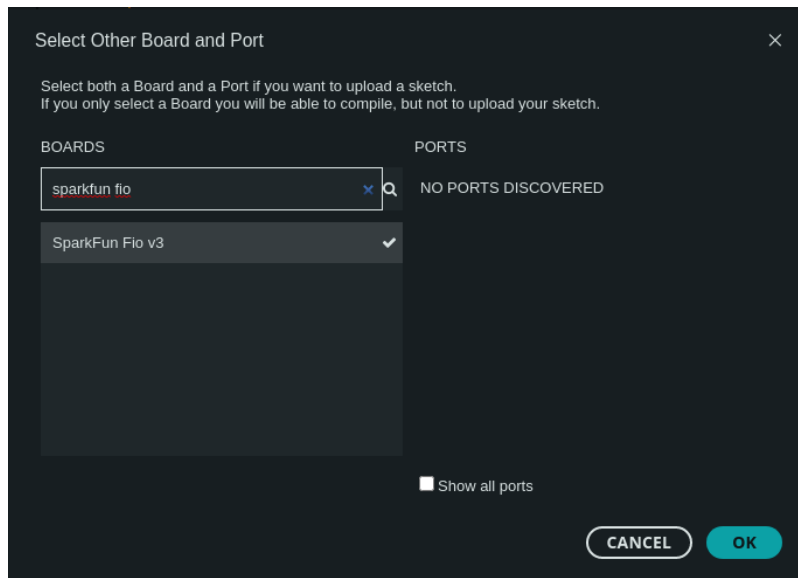 Select Other Board and Port
Select both a Board and a Port if you want to upload a sketch.
If you only select a Board you will be able to compile, but not to upload your sketch.
BOARDS
PORTS
sparkfun fio
NO PORTS DISCOVERED
SparkFun Fio v3
Show all ports
CANCEL
OK